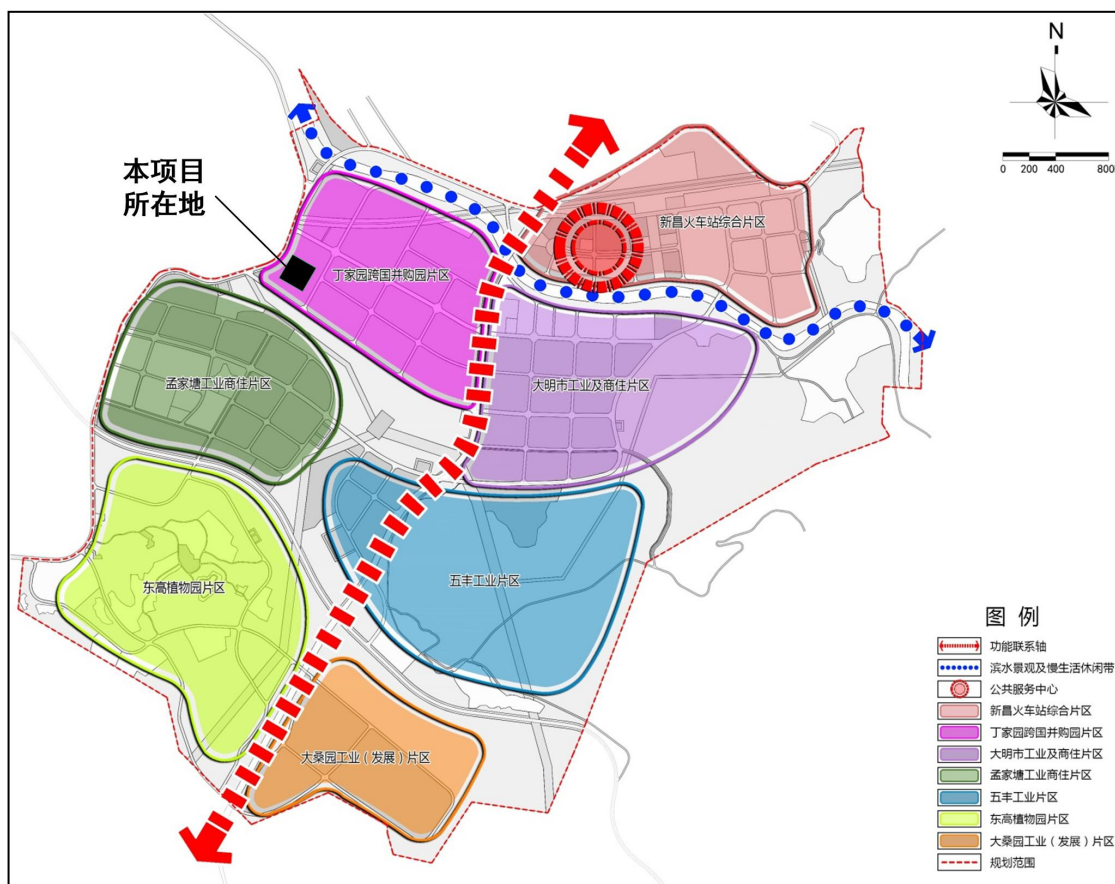 N
0 200 400 800
本项目
所在地
新昌火车站综合片区
丁家园跨国并购园片区
孟家塘工业商住片区
大明市工业及商住片区
东高植物园片区
五丰工业片区
大桑园工业（发展）片区
图 例
功能联系轴
滨水景观及慢生活休闲带
公共服务中心
新昌火车站综合片区
丁家园跨国并购园片区
大明市工业及商住片区
孟家塘工业商住片区
五丰工业片区
东高植物园片区
大桑园工业（发展）片区
规划范围